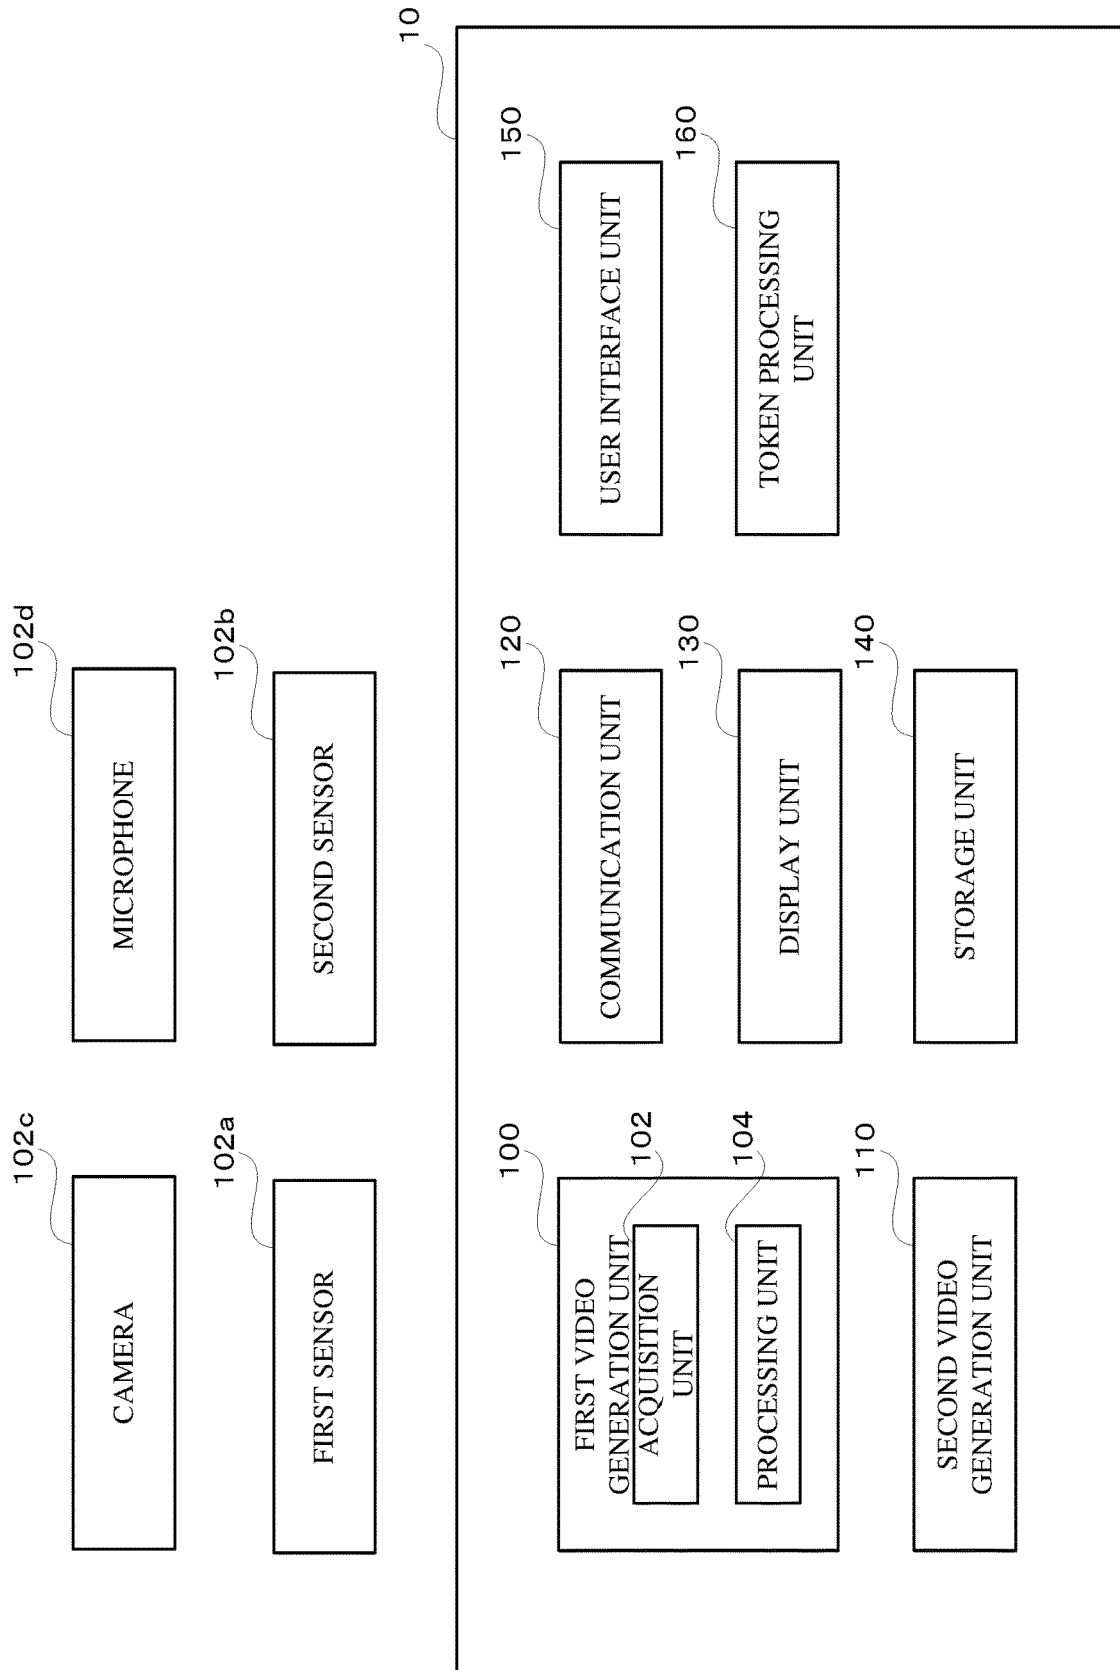 102c
CAMERA
102d
MICROPHONE
102a
FIRST SENSOR
102b
SECOND SENSOR
10
100
FIRST VIDEO
GENERATION UNIT
102
ACQUISITION
UNIT
104
PROCESSING UNIT
110
SECOND VIDEO
GENERATION UNIT
120
COMMUNICATION UNIT
130
DISPLAY UNIT
140
STORAGE UNIT
150
USER INTERFACE UNIT
160
TOKEN PROCESSING
UNIT